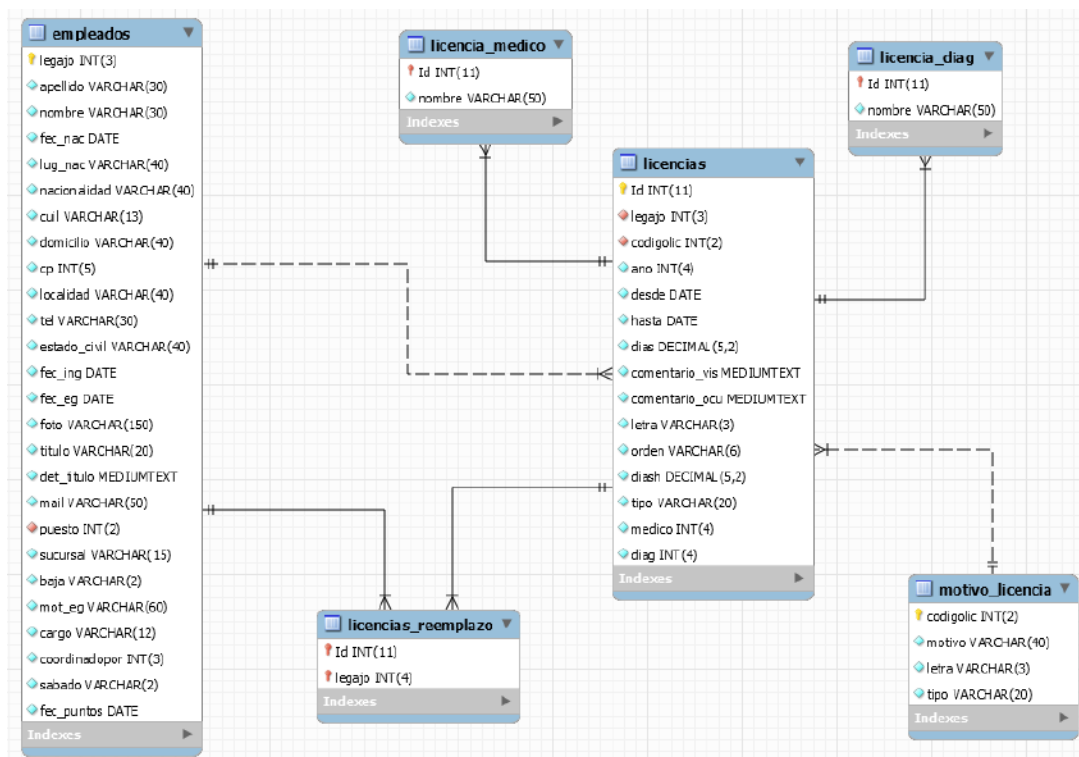 empleados
legajo INT(3)
apellido VARCHAR(30)
nombre VARCHAR(30)
fec_nac DATE
lug_nac VARCHAR(40)
nacionalidad VARCHAR(40)
cuil VARCHAR(13)
domicilio VARCHAR(40)
cp INT(5)
localidad VARCHAR(40)
tel VARCHAR(30)
estado_civil VARCHAR(40)
fec_ing DATE
fec_eg DATE
foto VARCHAR(150)
titulo VARCHAR(20)
det_titulo MEDIUMTEXT
mail VARCHAR(50)
puesto INT(2)
sucursal VARCHAR(15)
baja VARCHAR(2)
mot_eg VARCHAR(60)
cargo VARCHAR(12)
coordinadopor INT(3)
sabado VARCHAR(2)
fec_puntos DATE
Indexes
licencia_medico
Id INT(11)
nombre VARCHAR(50)
Indexes
licencia_diag
Id INT(11)
nombre VARCHAR(50)
Indexes
licencias
Id INT(11)
legajo INT(3)
codigolic INT(2)
ano INT(4)
desde DATE
hasta DATE
dias DECIMAL(5,2)
comentario_vis MEDIUMTEXT
comentario_ocu MEDIUMTEXT
letra VARCHAR(3)
orden VARCHAR(6)
diash DECIMAL(5,2)
tipo VARCHAR(20)
medico INT(4)
diag INT(4)
Indexes
licencias_reemplazo
Id INT(11)
legajo INT(4)
Indexes
motivo_licencia
codigolic INT(2)
motivo VARCHAR(40)
letra VARCHAR(3)
tipo VARCHAR(20)
Indexes